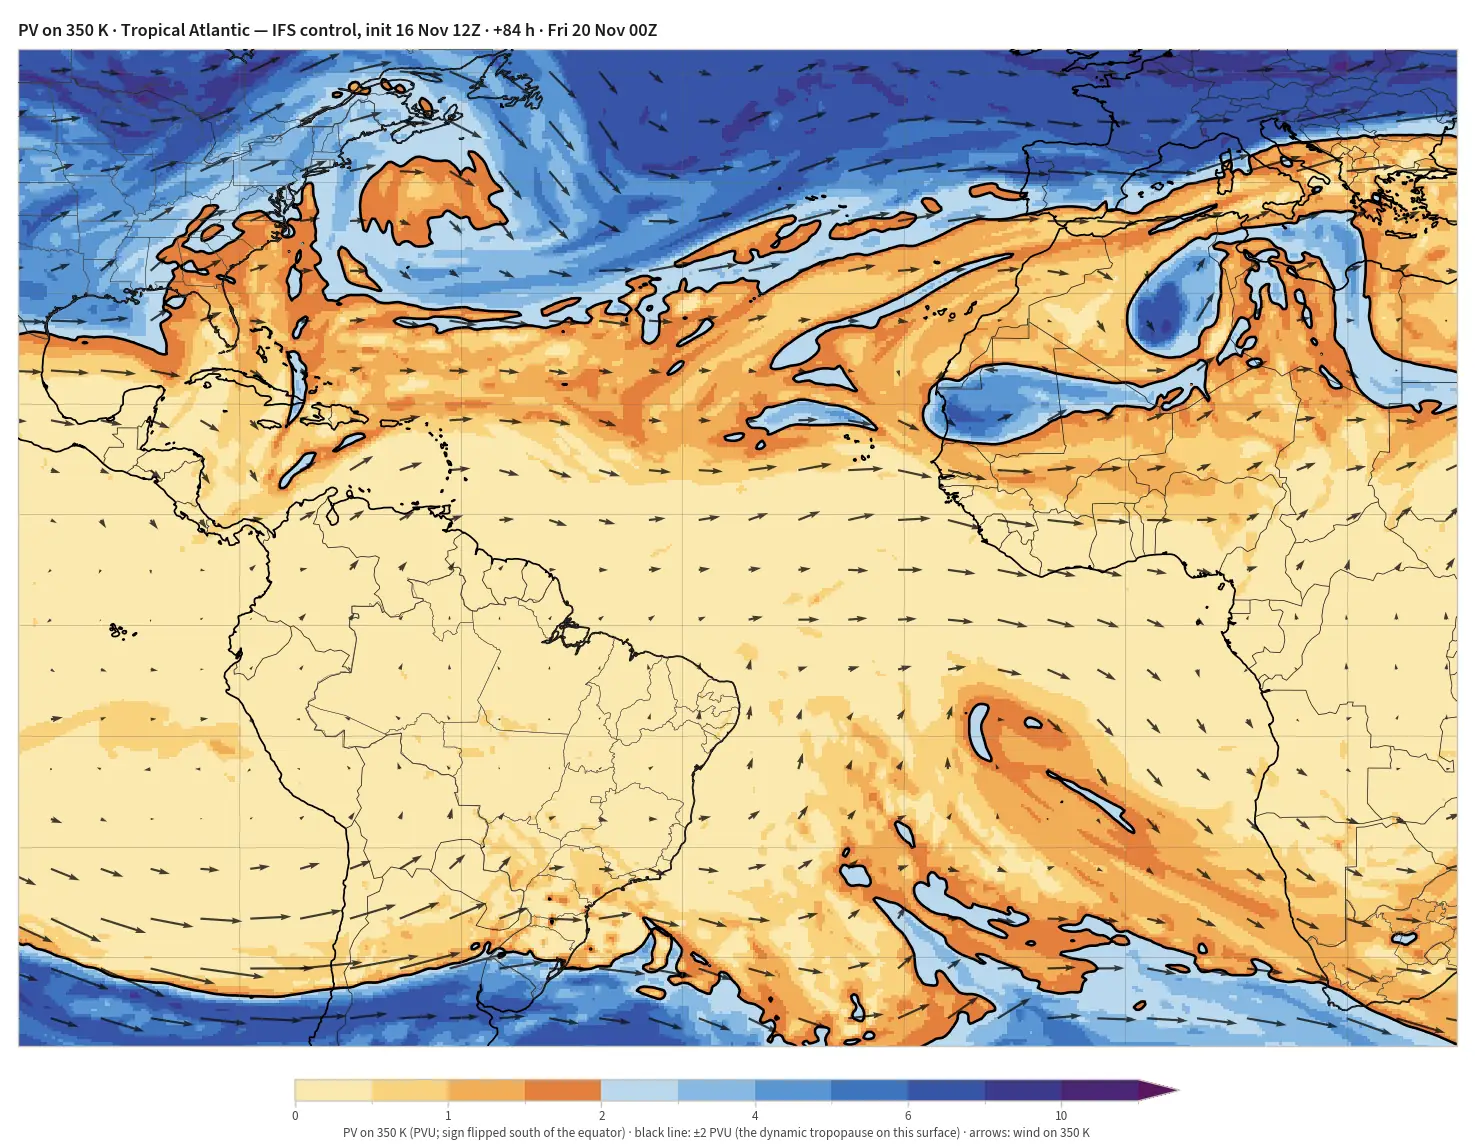 PV on 350 K · Tropical Atlantic — IFS control, init 16 Nov 12Z · +84 h · Fri 20 Nov 00Z
0 1 2 4 6 10
PV on 350 K (PVU; sign flipped south of the equator) · black line: ±2 PVU (the dynamic tropopause on this surface) · arrows: wind on 350 K